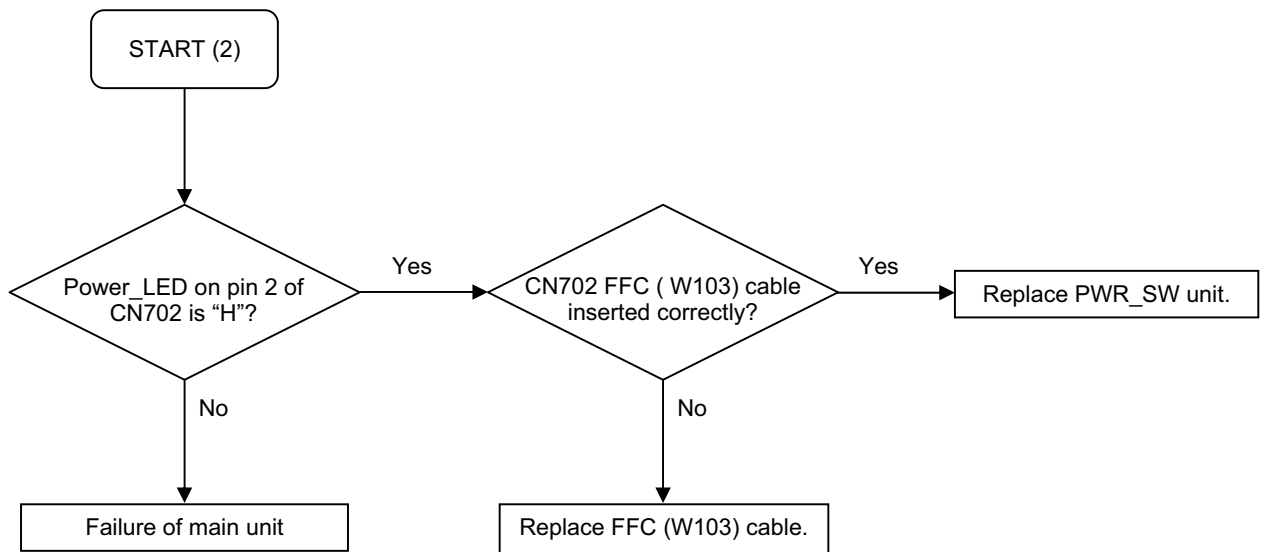 START (2)
Power_LED on pin 2 of
CN702 is “H”?
Yes
CN702 FFC ( W103) cable
inserted correctly?
Yes
Replace PWR_SW unit.
No
No
Failure of main unit
Replace FFC (W103) cable.